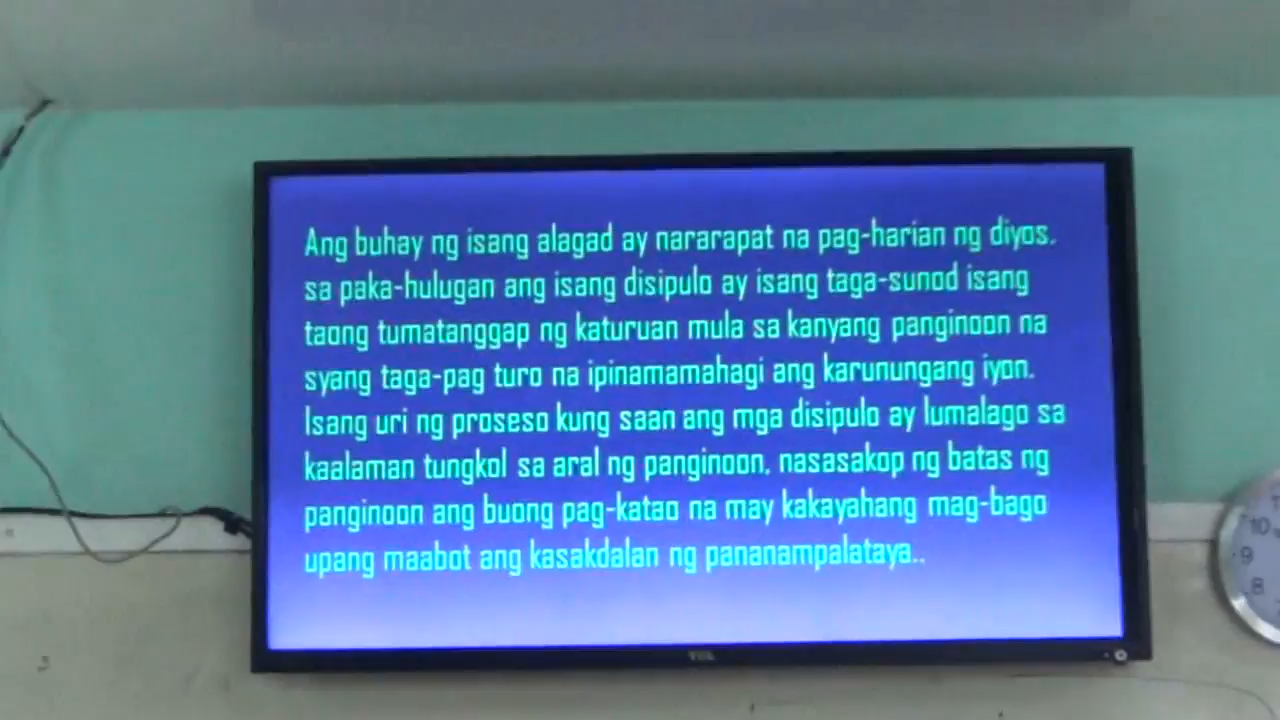 Ang buhay ng isang alagad ay nararapat na pag-harian ng diyos.
sa paka-hulugan ang isang disipulo ay isang taga-sunod isang
taong tumatanggap ng katuruan mula sa kanyang panginoon na
syang taga-pag turo na ipinamamahagi ang karunungang iyon.
Isang uri ng proseso kung saan ang mga disipulo ay lumalago sa
kaalaman tungkol sa aral ng panginoon, nasasakop ng batas ng
panginoon ang buong pag-katao na may kakayahang mag-bago
upang maabot ang kasakdalan ng pananampalataya..
TCL
10
9
8